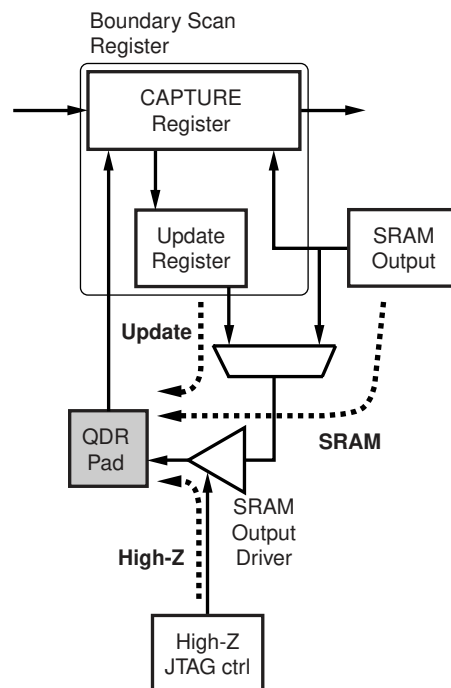 Boundary Scan
Register
CAPTURE
Register
Update
Register
SRAM
Output
Update
QDR
Pad
SRAM
SRAM
Output
Driver
High-Z
High-Z
JTAG ctrl